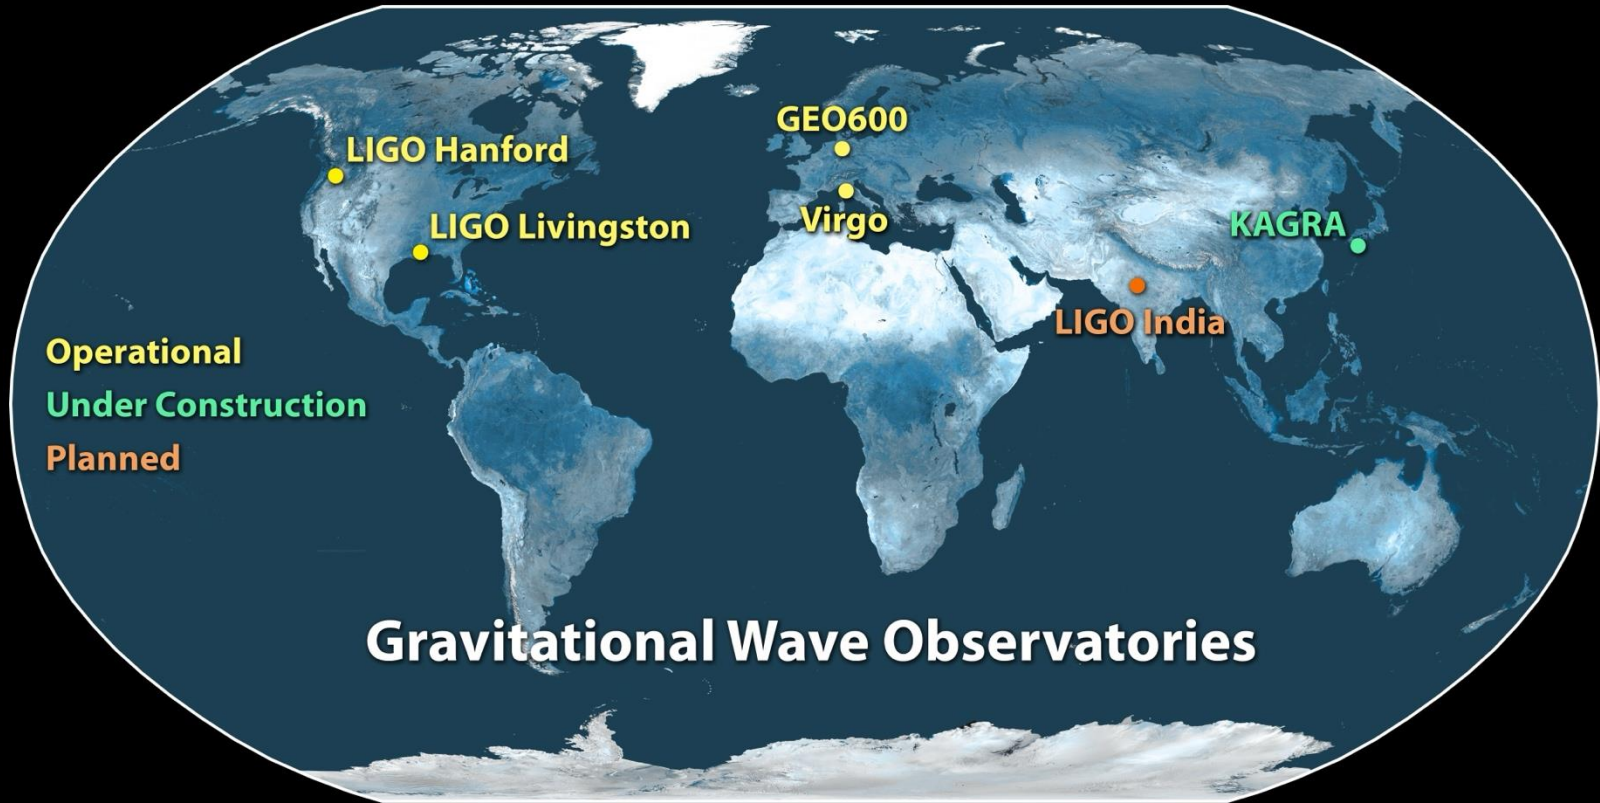 GEO600
LIGO Hanford
Virgo
LIGO Livingston
KAGRA
LIGO India
Operational
Under Construction
Planned
Gravitational Wave Observatories